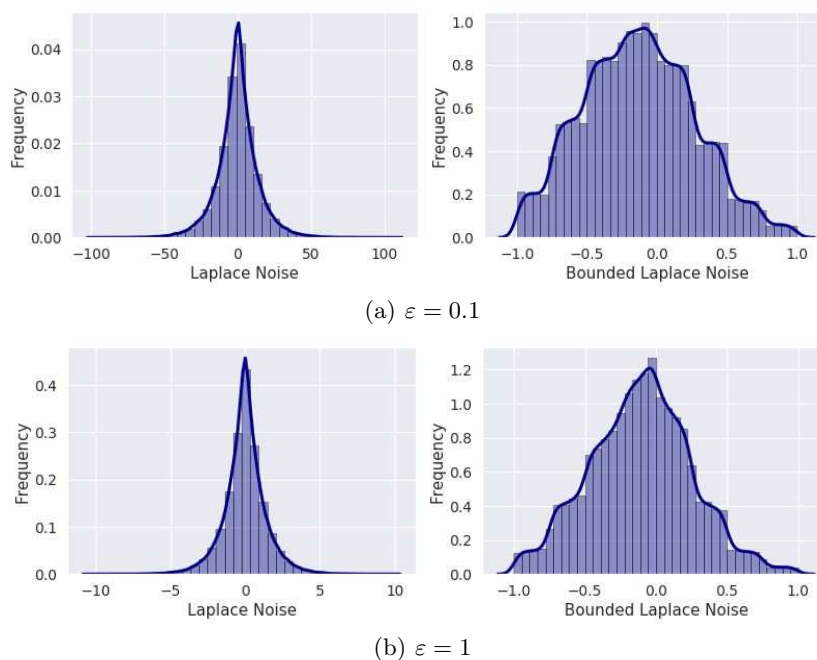 Frequency
0.04
0.03
0.02
0.01
0.00
−100 −50 0 50 100
Laplace Noise
Frequency
1.0
0.8
0.6
0.4
0.2
0.0
−1.0 −0.5 0.0 0.5 1.0
Bounded Laplace Noise
(a) ε = 0.1
Frequency
0.4
0.3
0.2
0.1
0.0
−10 −5 0 5 10
Laplace Noise
Frequency
1.2
1.0
0.8
0.6
0.4
0.2
0.0
−1.0 −0.5 0.0 0.5 1.0
Bounded Laplace Noise
(b) ε = 1